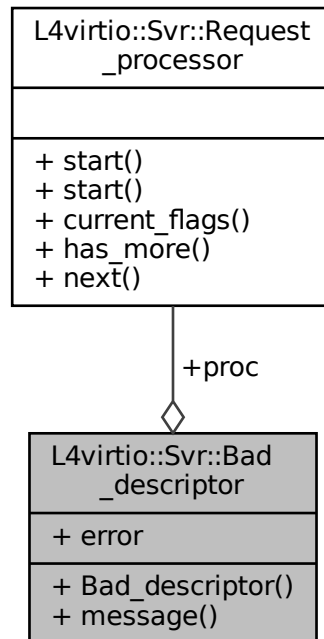 L4virtio::Svr::Request
_processor
+ start()
+ start()
+ current_flags()
+ has_more()
+ next()
+proc
L4virtio::Svr::Bad
_descriptor
+ error
+ Bad_descriptor()
+ message()